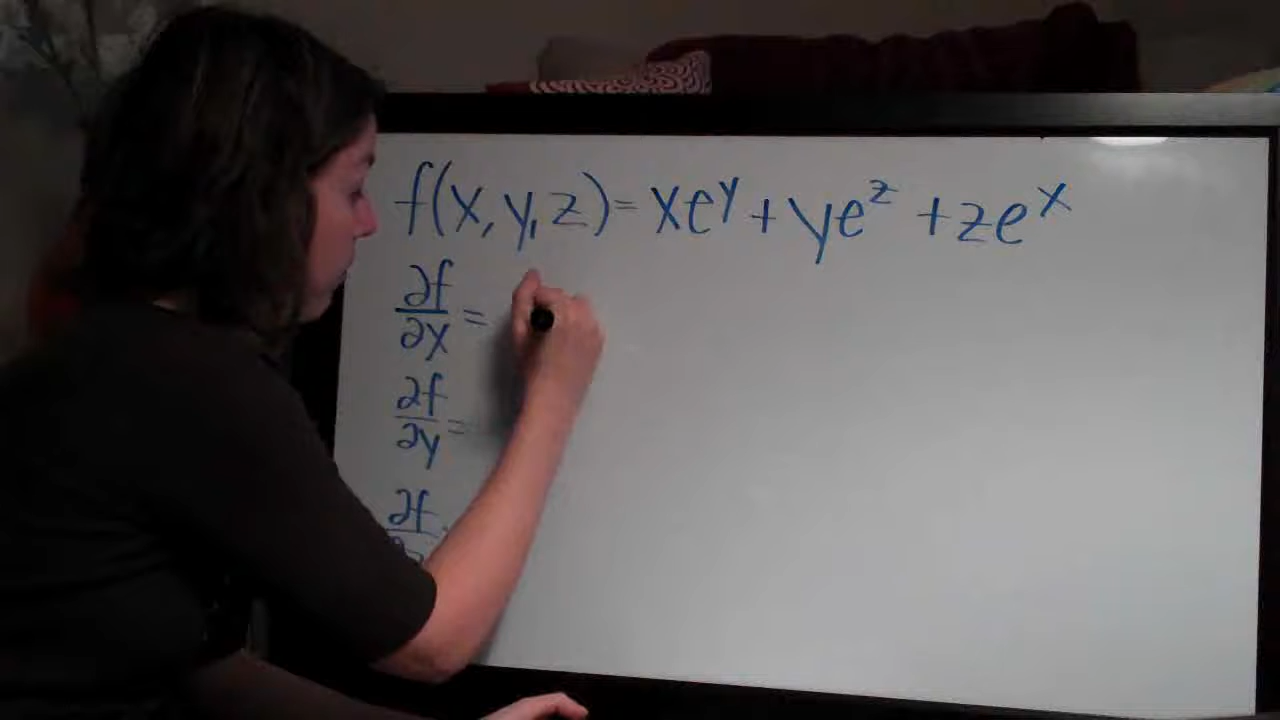 f(x, y, z) = xe^y + ye^z + ze^x
∂f/∂x =
∂f/∂y =
∂f